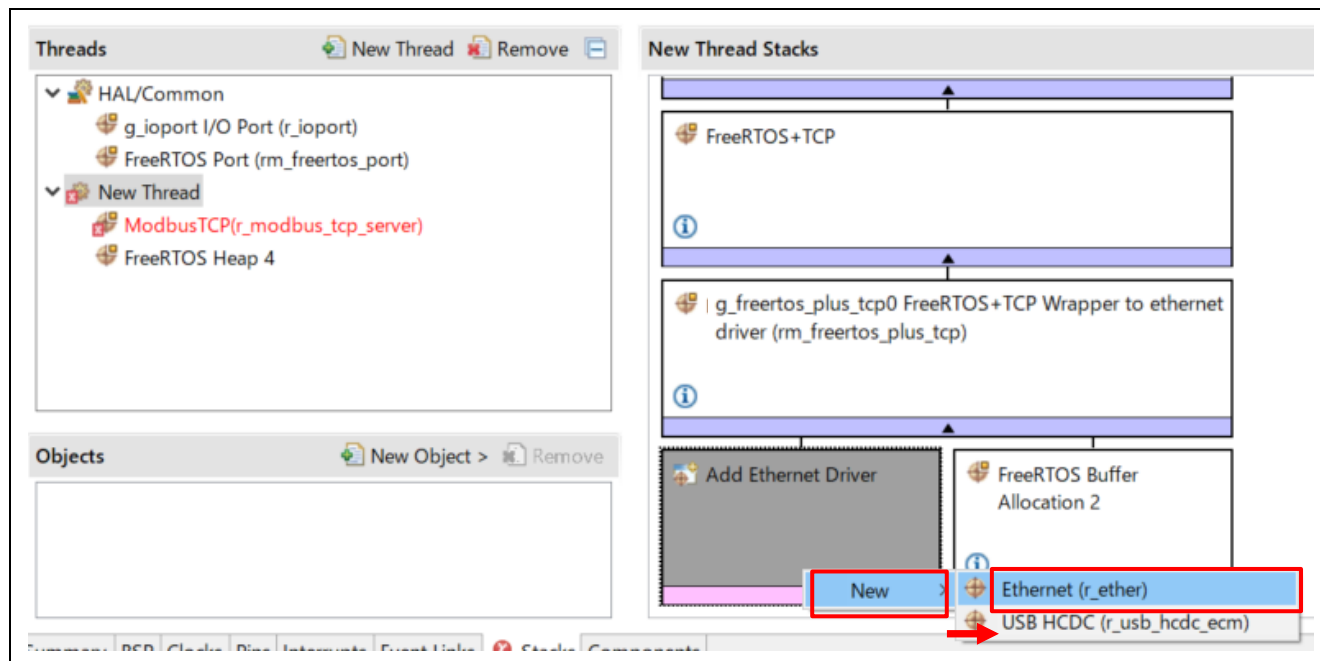 Threads
New Thread
Remove
HAL/Common
g_ioport I/O Port (r_ioport)
FreeRTOS Port (rm_freertos_port)
New Thread
ModbusTCP(r_modbus_tcp_server)
FreeRTOS Heap 4
Objects
New Object >
Remove
New Thread Stacks
FreeRTOS+TCP
g_freertos_plus_tcp0 FreeRTOS+TCP Wrapper to ethernet
driver (rm_freertos_plus_tcp)
Add Ethernet Driver
FreeRTOS Buffer
Allocation 2
New >
Ethernet (r_ether)
USB HCDC (r_usb_hcdc_ecm)
Summary BSP Clocks Pins Interrupts Event Links Stacks Components